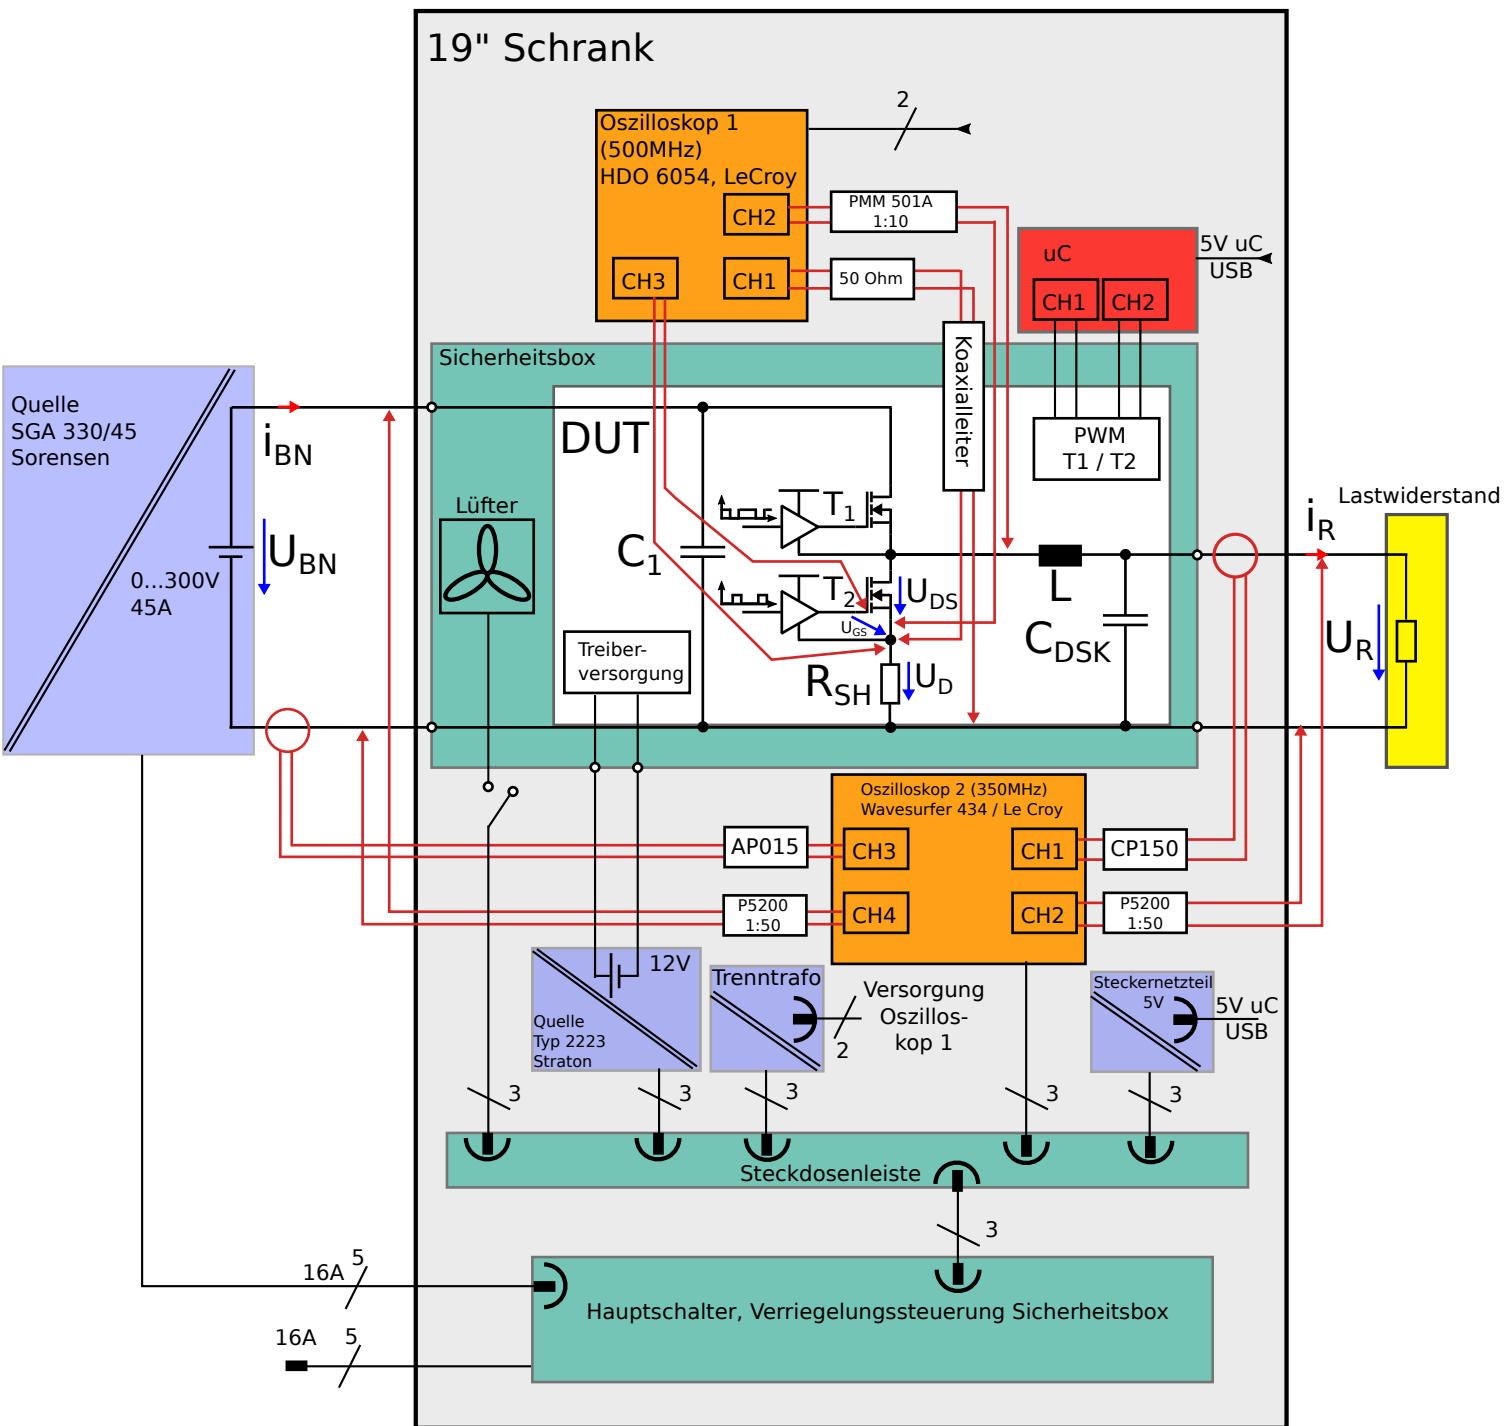 19" Schrank
2
Oszilloskop 1
(500MHz)
HDO 6054, LeCroy
CH2
PMM 501A
1:10
CH3
CH1
50 Ohm
uC
CH1
CH2
5V uC
USB
Sicherheitsbox
Koaxialleiter
Quelle
SGA 330/45
Sorensen
iBN
DUT
PWM
T1 / T2
Lüfter
T1
Lastwiderstand
iR
UBN
0...300V
45A
C1
T2
UDS
L
UGS
CDSK
UR
Treiber-
versorgung
RSH
UD
Oszilloskop 2 (350MHz)
Wavesurfer 434 / Le Croy
AP015
CH3
CH1
CP150
P5200
1:50
CH4
CH2
P5200
1:50
12V
Quelle
Typ 2223
Straton
Trenntrafo
2
Versorgung
Oszillos-
kop 1
Steckernetzteil
5V
5V uC
USB
3
3
3
3
3
Steckdosenleiste
3
16A
5
Hauptschalter, Verriegelungssteuerung Sicherheitsbox
16A
5